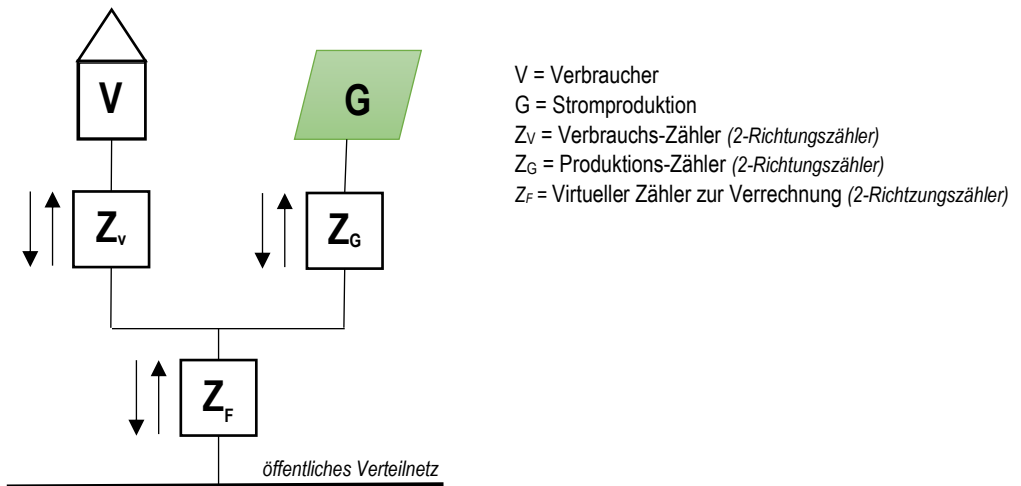 V
G
V = Verbraucher
G = Stromproduktion
ZV = Verbrauchs-Zähler (2-Richtungszähler)
ZG = Produktions-Zähler (2-Richtungszähler)
ZF = Virtueller Zähler zur Verrechnung (2-Richtzungszähler)
Zv
ZG
ZF
öffentliches Verteilnetz